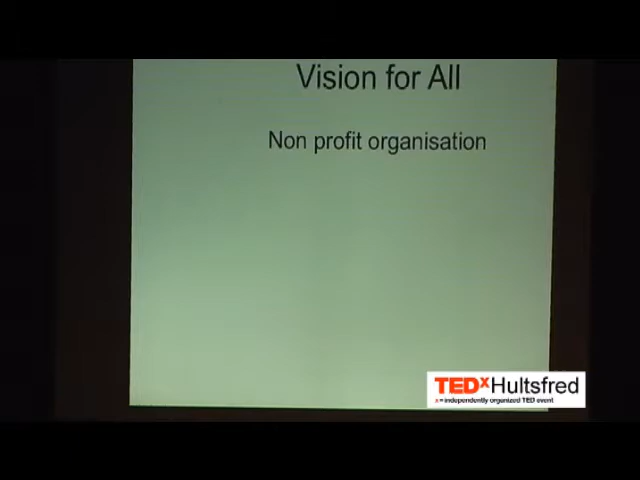 Vision for All
Non profit organisation
TEDxHultsfred
x = independently organized TED event